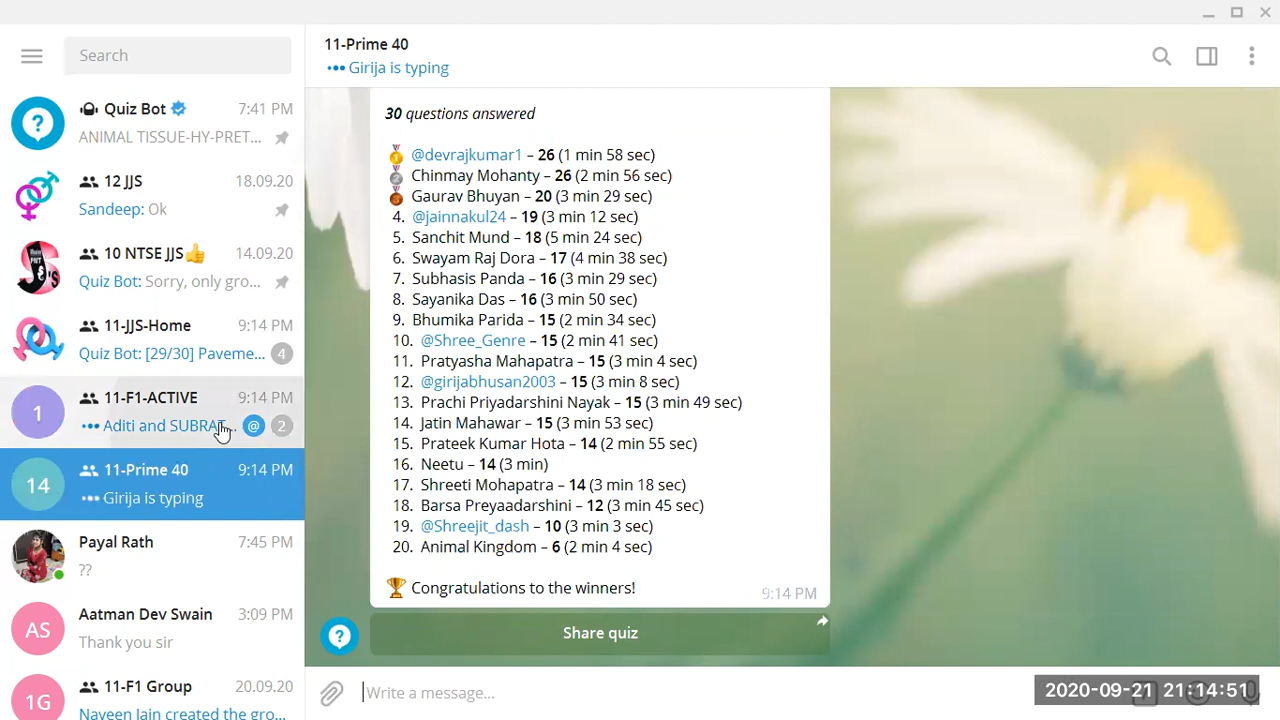 Search
Quiz Bot 7:41 PM
ANIMAL TISSUE-HY-PRET...
12 JJS 18.09.20
Sandeep: Ok
10 NTSE JJS👍 14.09.20
Quiz Bot: Sorry, only gro...
11-JJS-Home 9:14 PM
Quiz Bot: [29/30] Paveme... 4
1 11-F1-ACTIVE 9:14 PM
Aditi and SUBRAT... @ 2
14 11-Prime 40 9:14 PM
Girija is typing
Payal Rath 7:45 PM
??
AS Aatman Dev Swain 3:09 PM
Thank you sir
1G 11-F1 Group 20.09.20
Naveen Jain created the gro...
11-Prime 40
Girija is typing
30 questions answered
🥇 @devrajkumar1 – 26 (1 min 58 sec)
🥈 Chinmay Mohanty – 26 (2 min 56 sec)
🥉 Gaurav Bhuyan – 20 (3 min 29 sec)
4. @jainnakul24 – 19 (3 min 12 sec)
5. Sanchit Mund – 18 (5 min 24 sec)
6. Swayam Raj Dora – 17 (4 min 38 sec)
7. Subhasis Panda – 16 (3 min 29 sec)
8. Sayanika Das – 16 (3 min 50 sec)
9. Bhumika Parida – 15 (2 min 34 sec)
10. @Shree_Genre – 15 (2 min 41 sec)
11. Pratyasha Mahapatra – 15 (3 min 4 sec)
12. @girijabhusan2003 – 15 (3 min 8 sec)
13. Prachi Priyadarshini Nayak – 15 (3 min 49 sec)
14. Jatin Mahawar – 15 (3 min 53 sec)
15. Prateek Kumar Hota – 14 (2 min 55 sec)
16. Neetu – 14 (3 min)
17. Shreeti Mohapatra – 14 (3 min 18 sec)
18. Barsa Preyaadarshini – 12 (3 min 45 sec)
19. @Shreejit_dash – 10 (3 min 3 sec)
20. Animal Kingdom – 6 (2 min 4 sec)
🏆 Congratulations to the winners!
9:14 PM
Share quiz
Write a message...
2020-09-21 21:14:51